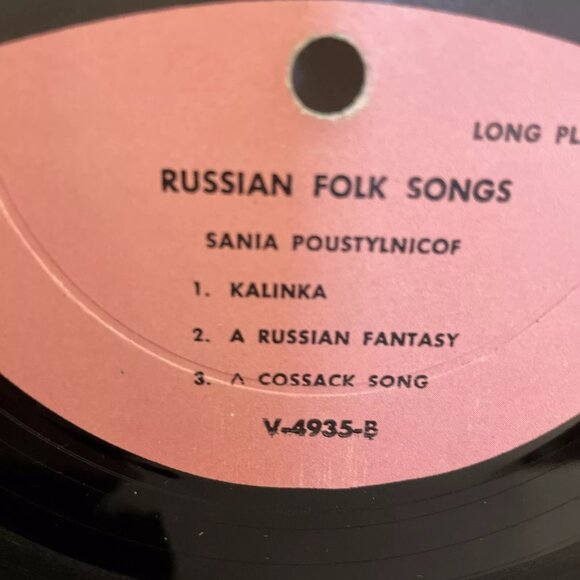 LONG PL
RUSSIAN FOLK SONGS
SANIA POUSTYLNICOF
1. KALINKA
2. A RUSSIAN FANTASY
3. A COSSACK SONG
V-4935-B